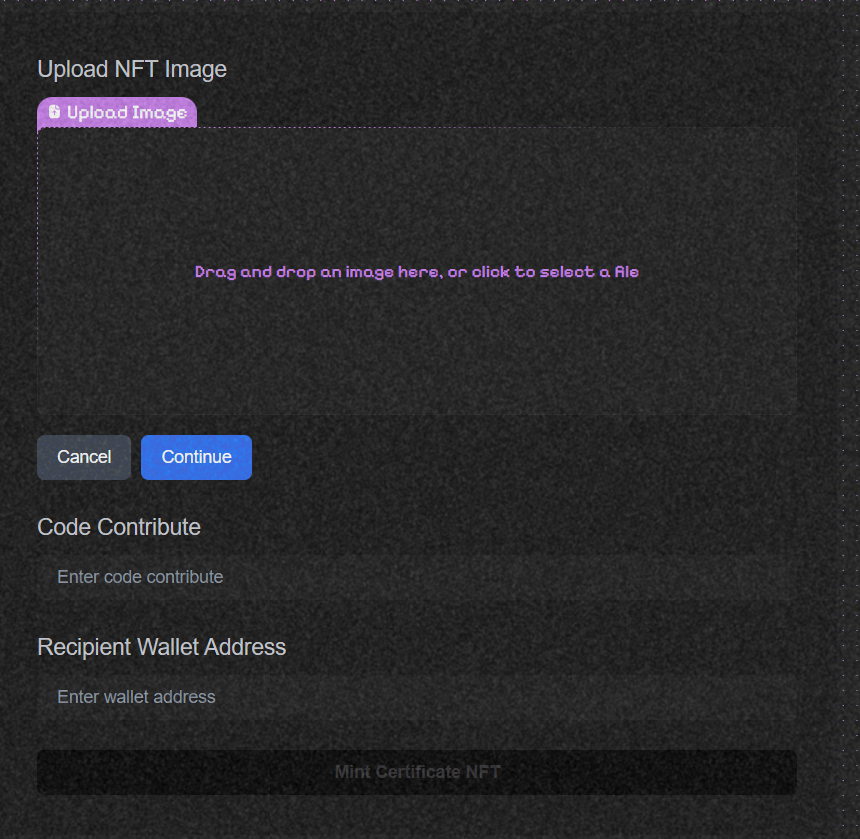 Upload NFT Image
Upload Image
Drag and drop an image here, or click to select a file
Cancel
Continue
Code Contribute
Enter code contribute
Recipient Wallet Address
Enter wallet address
Mint Certificate NFT